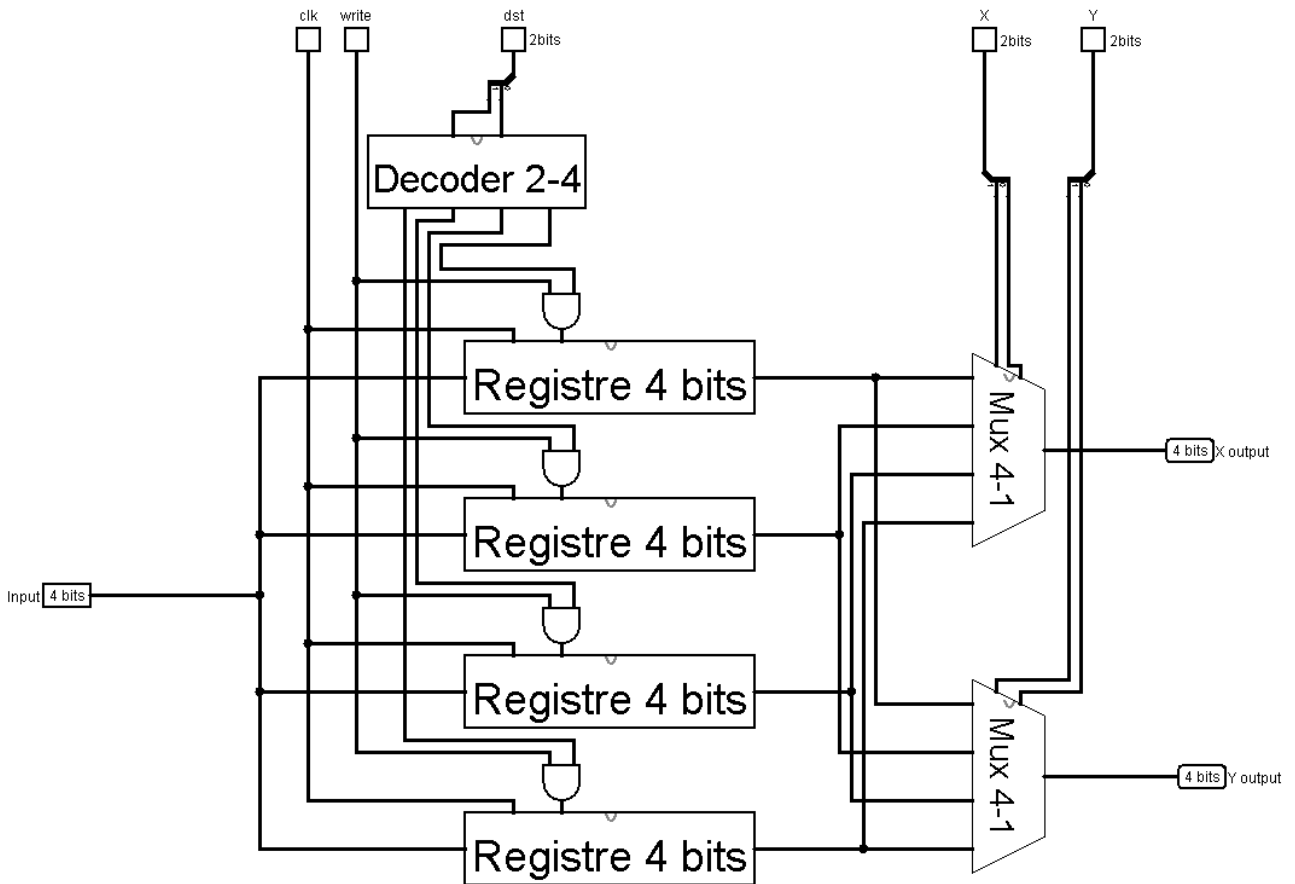 clk
write
dst
2bits
X
2bits
Y
2bits
Decoder 2-4
Registre 4 bits
Mux 4-1
4 bits X output
Registre 4 bits
Input 4 bits
Registre 4 bits
Mux 4-1
4 bits Y output
Registre 4 bits